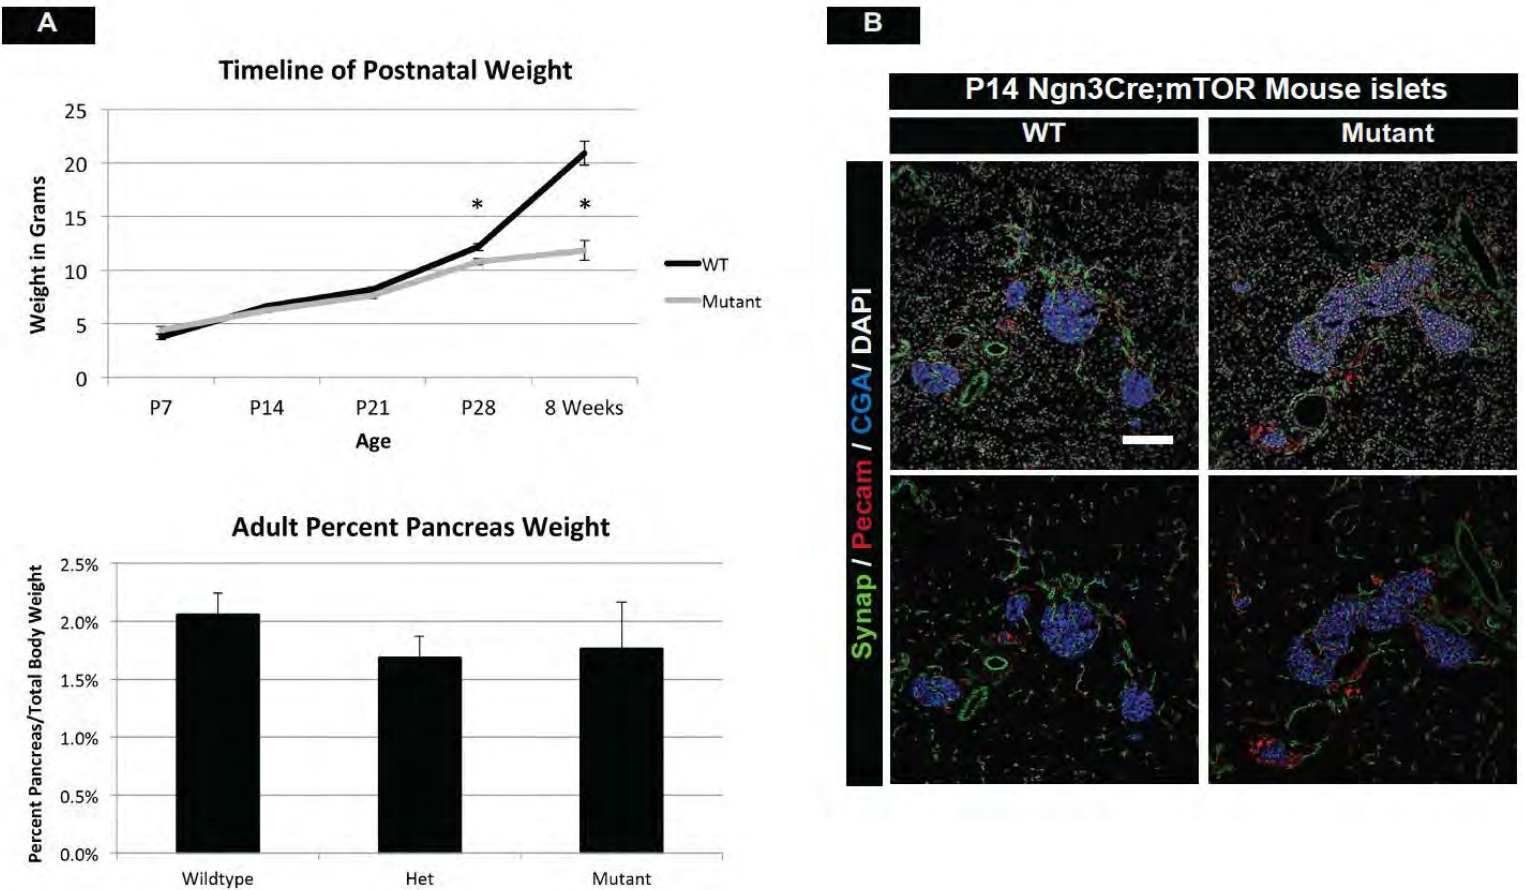 A
Timeline of Postnatal Weight
25
20
15
10
5
0
Weight in Grams
*
*
WT
Mutant
P7
P14
P21
P28
8 Weeks
Age
Adult Percent Pancreas Weight
2.5%
2.0%
1.5%
1.0%
0.5%
0.0%
Percent Pancreas/Total Body Weight
Wildtype
Het
Mutant
B
P14 Ngn3Cre;mTOR Mouse islets
WT
Mutant
Synap / Pecam / CGA/ DAPI